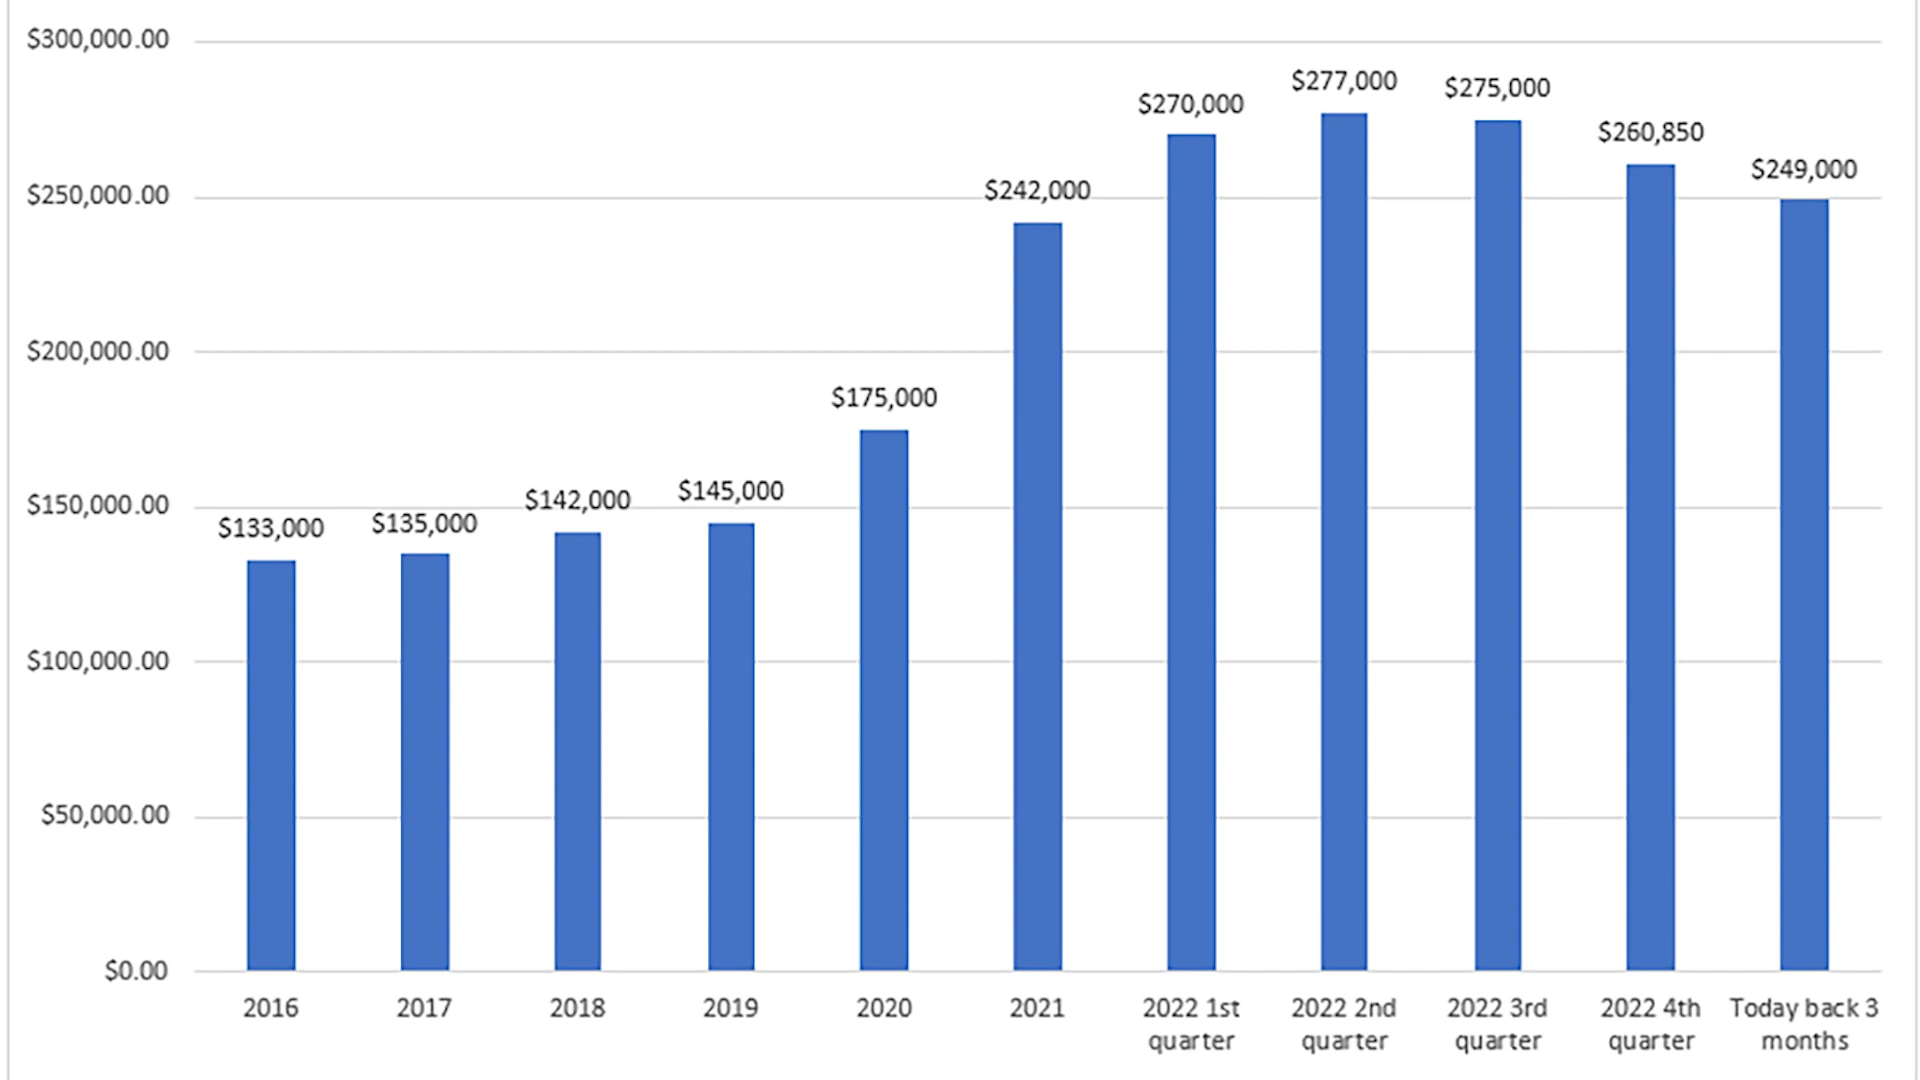 $300,000.00
$250,000.00
$200,000.00
$150,000.00
$100,000.00
$50,000.00
$0.00
$133,000
$135,000
$142,000
$145,000
$175,000
$242,000
$270,000
$277,000
$275,000
$260,850
$249,000
2016
2017
2018
2019
2020
2021
2022 1st
quarter
2022 2nd
quarter
2022 3rd
quarter
2022 4th
quarter
Today back 3
months